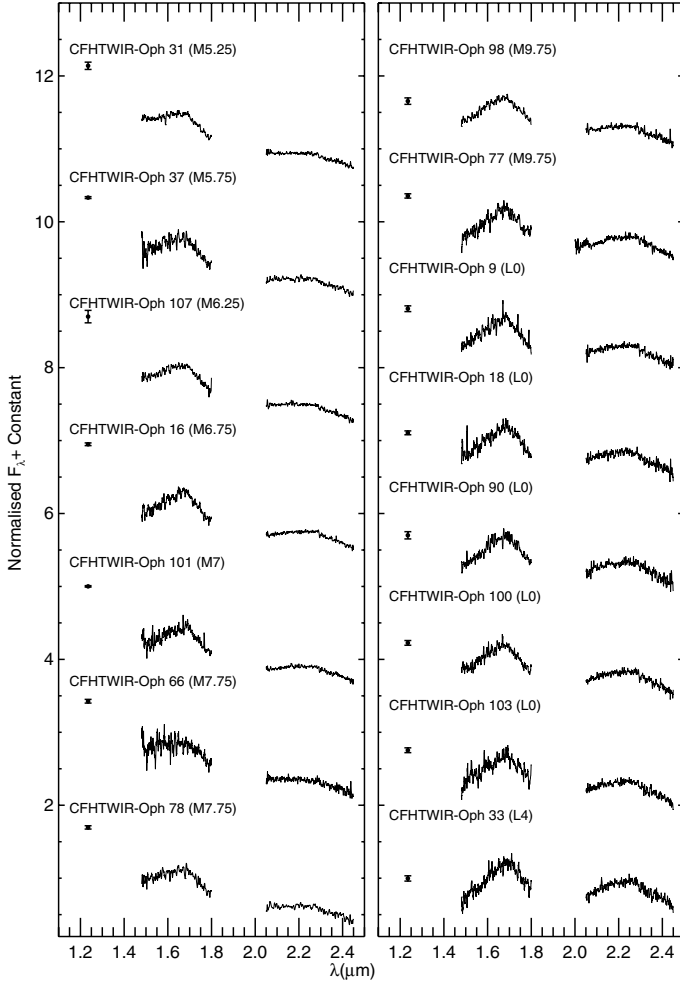 CFHTWIR-Oph 31 (M5.25)
CFHTWIR-Oph 37 (M5.75)
CFHTWIR-Oph 107 (M6.25)
CFHTWIR-Oph 16 (M6.75)
CFHTWIR-Oph 101 (M7)
CFHTWIR-Oph 66 (M7.75)
CFHTWIR-Oph 78 (M7.75)
CFHTWIR-Oph 98 (M9.75)
CFHTWIR-Oph 77 (M9.75)
CFHTWIR-Oph 9 (L0)
CFHTWIR-Oph 18 (L0)
CFHTWIR-Oph 90 (L0)
CFHTWIR-Oph 100 (L0)
CFHTWIR-Oph 103 (L0)
CFHTWIR-Oph 33 (L4)
Normalised Fλ+ Constant
12
10
8
6
4
2
1.2 1.4 1.6 1.8 2.0 2.2 2.4
1.2 1.4 1.6 1.8 2.0 2.2 2.4
λ(μm)